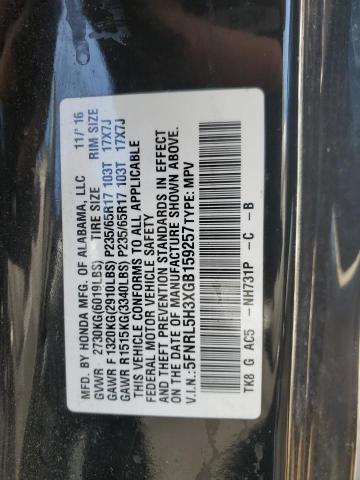 MFD. BY HONDA MFG. OF ALABAMA, LLC 11/'16
GVWR 2730KG(6019LBS) TIRE SIZE RIM SIZE
GAWR F 1320KG(2910LBS) P235/65R17 103T 17X7J
GAWR R1515KG(3340LBS) P235/65R17 103T 17X7J
THIS VEHICLE CONFORMS TO ALL APPLICABLE
FEDERAL MOTOR VEHICLE SAFETY
AND THEFT PREVENTION STANDARDS IN EFFECT
ON THE DATE OF MANUFACTURE SHOWN ABOVE.
V.I.N.:5FNRL5H3XGB159257 TYPE: MPV
TK8 G AC5 -NH731P - C - B